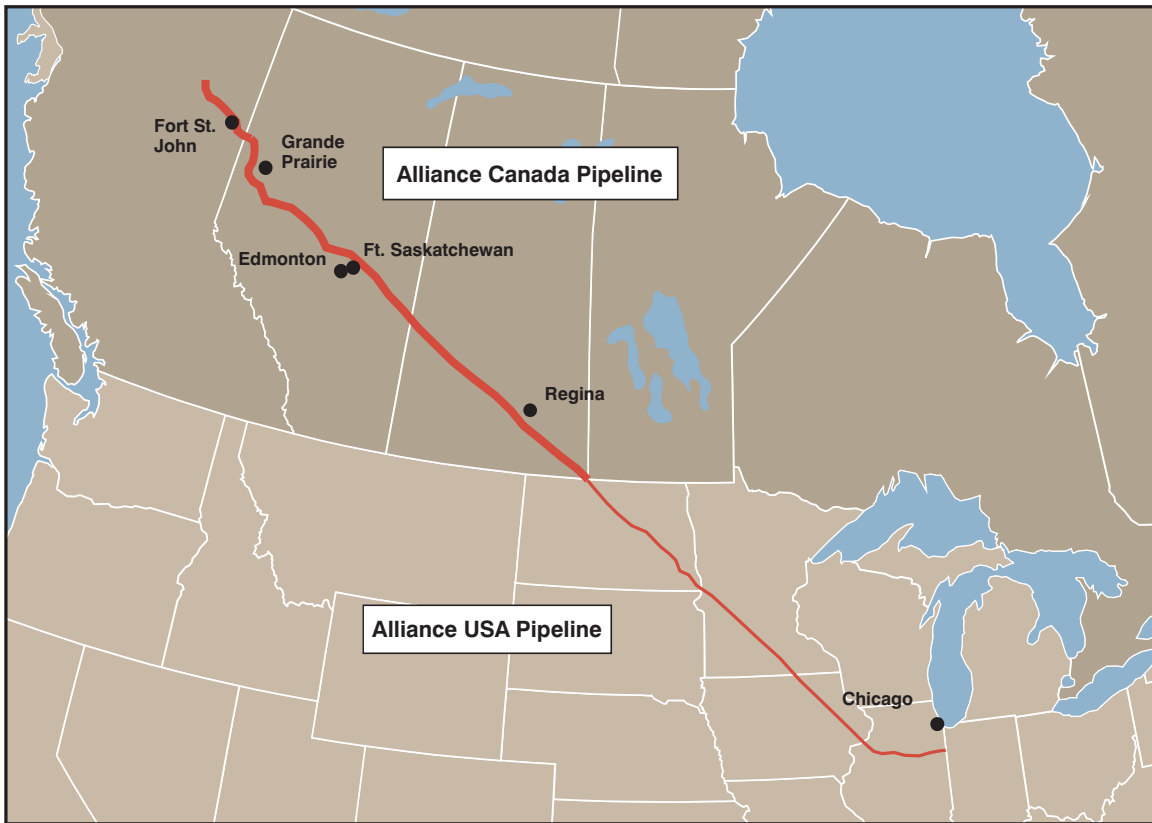 Fort St.
John
Grande
Prairie
Alliance Canada Pipeline
Edmonton
Ft. Saskatchewan
Regina
Alliance USA Pipeline
Chicago